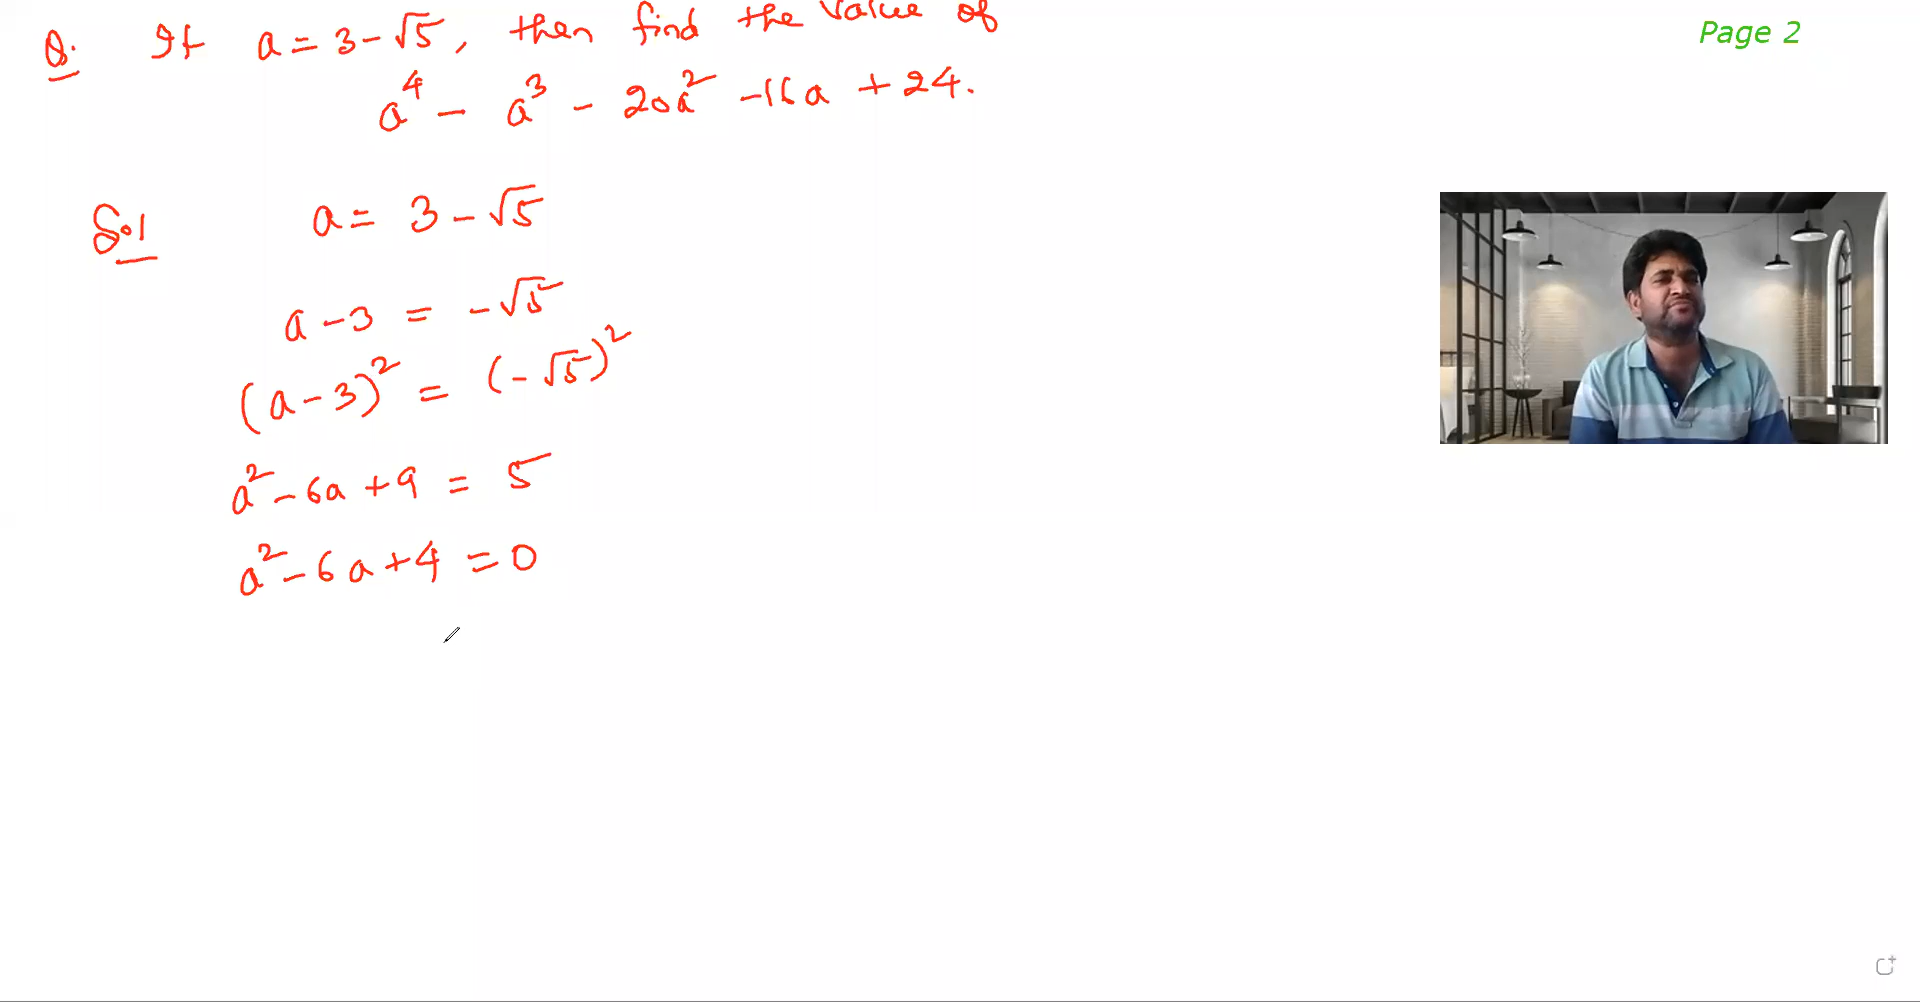 Page 2
Q. If a = 3 - √5, then find the value of
a⁴ - a³ - 20a² - 16a + 24.
Sol a = 3 - √5
a - 3 = -√5
(a - 3)² = (-√5)²
a² - 6a + 9 = 5
a² - 6a + 4 = 0